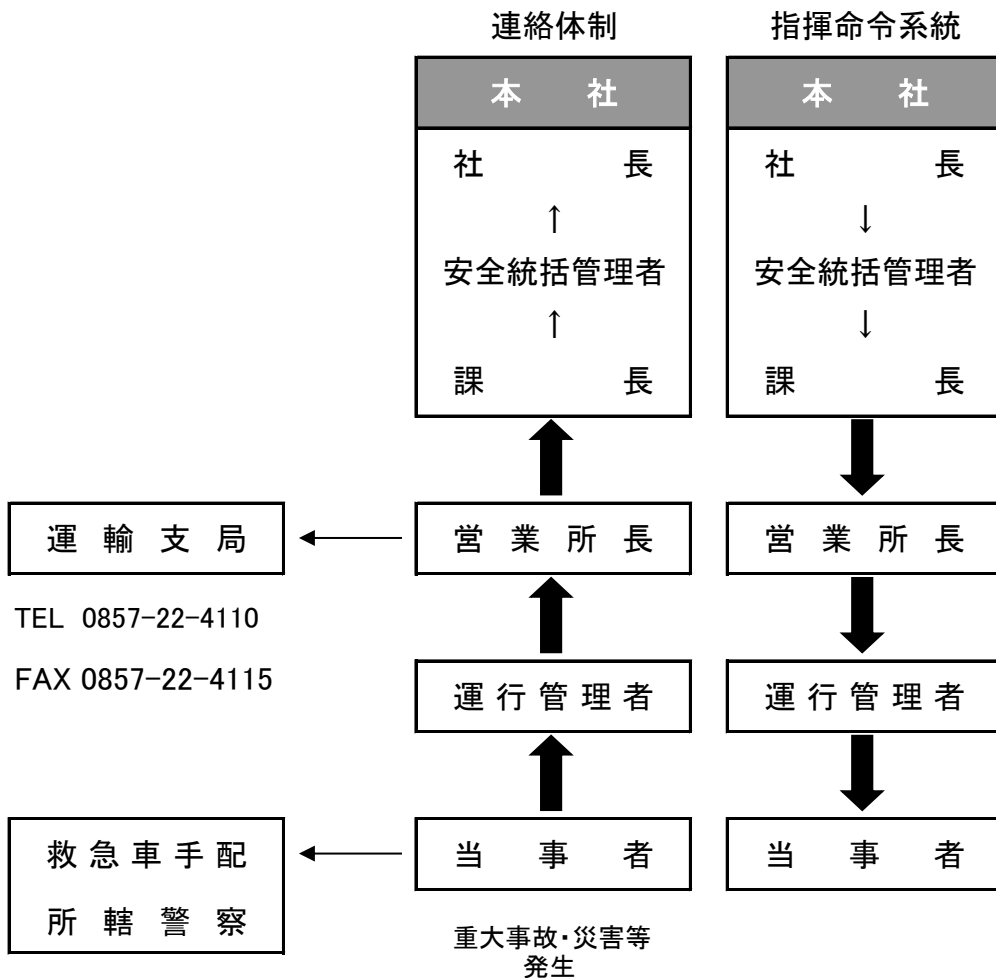 連絡体制 指揮命令系統
本社 本社
社長 社長
↑ ↓
安全統括管理者 安全統括管理者
↑ ↓
課長 課長
運輸支局 営業所長 営業所長
TEL 0857-22-4110
FAX 0857-22-4115
運行管理者 運行管理者
救急車手配 当事者 当事者
所轄警察
重大事故・災害等
発生